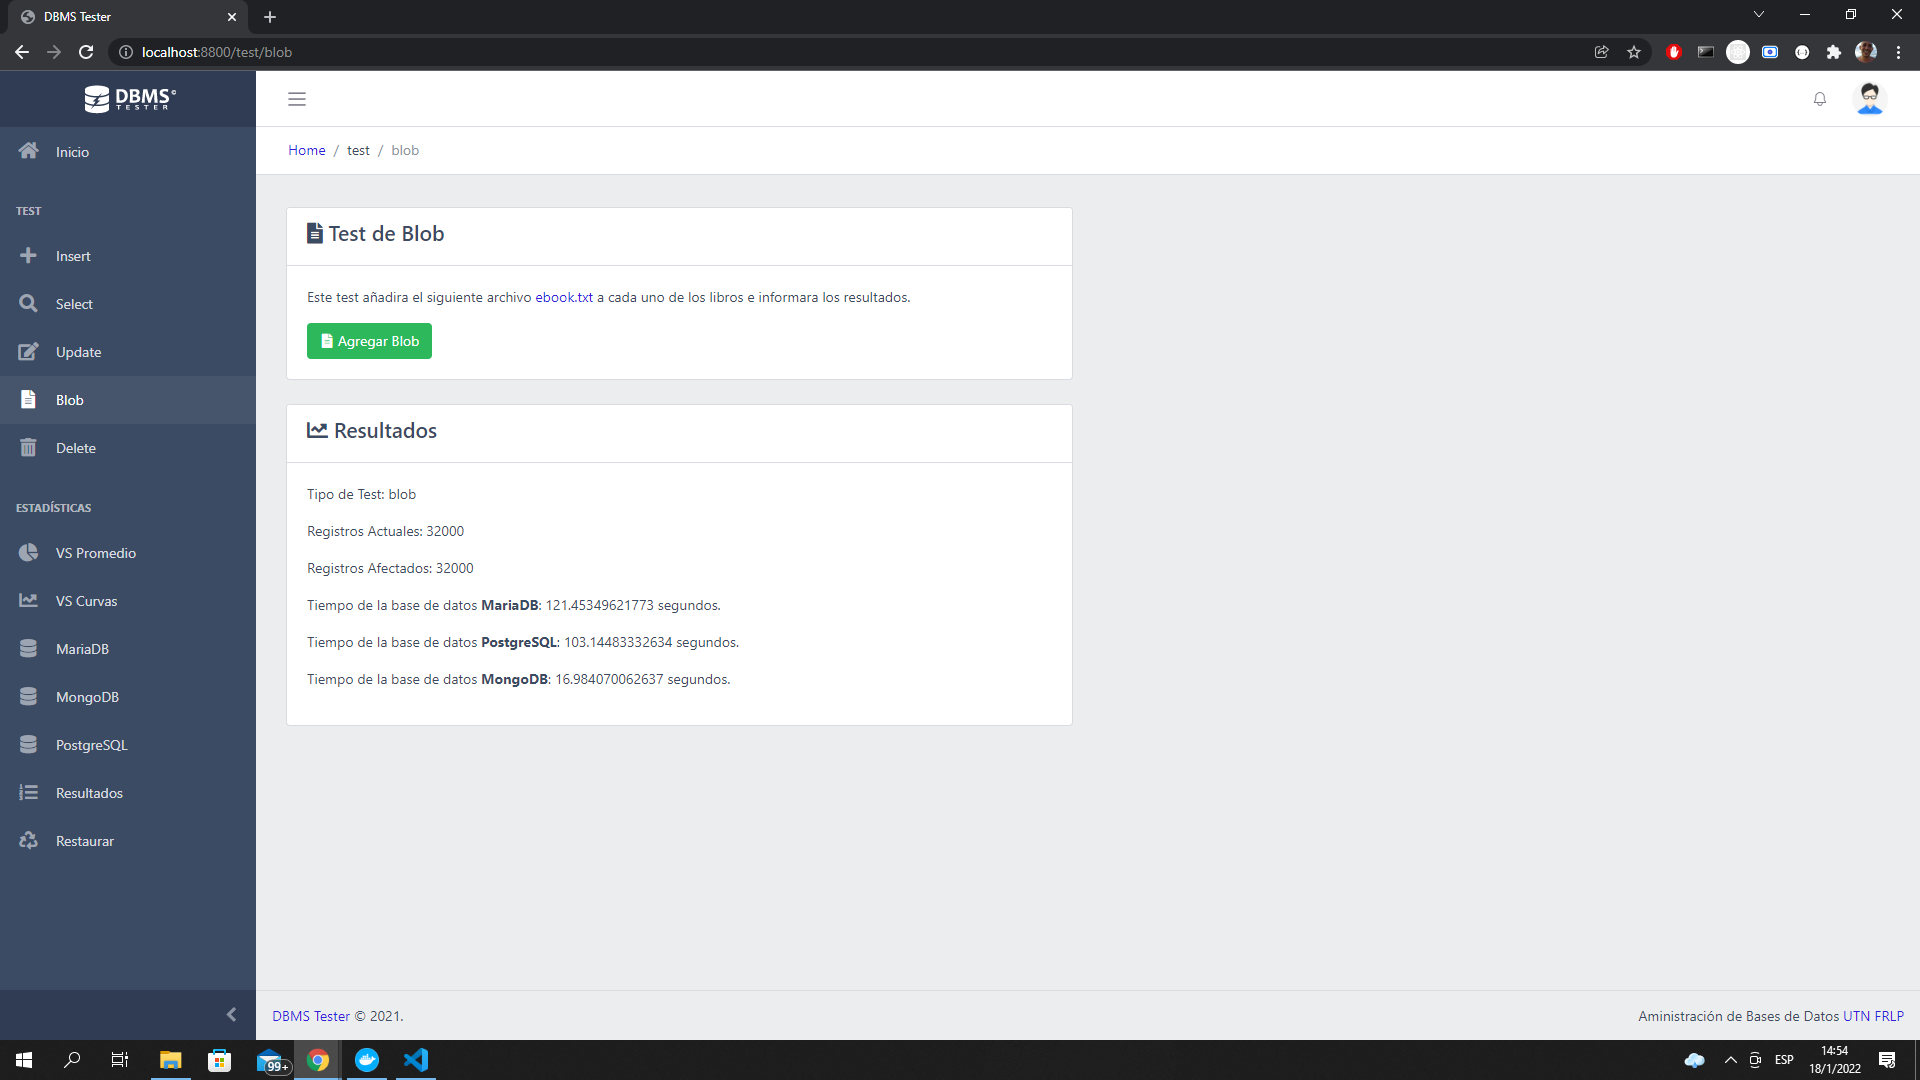 DBMS Tester
localhost:8800/test/blob
DBMS
TESTER
Inicio
TEST
Insert
Select
Update
Blob
Delete
ESTADÍSTICAS
VS Promedio
VS Curvas
MariaDB
MongoDB
PostgreSQL
Resultados
Restaurar
Home / test / blob
Test de Blob
Este test añadira el siguiente archivo ebook.txt a cada uno de los libros e informara los resultados.
Agregar Blob
Resultados
Tipo de Test: blob
Registros Actuales: 32000
Registros Afectados: 32000
Tiempo de la base de datos MariaDB: 121.45349621773 segundos.
Tiempo de la base de datos PostgreSQL: 103.14483332634 segundos.
Tiempo de la base de datos MongoDB: 16.984070062637 segundos.
DBMS Tester © 2021.
Aministración de Bases de Datos UTN FRLP
99+
ESP
14:54
18/1/2022